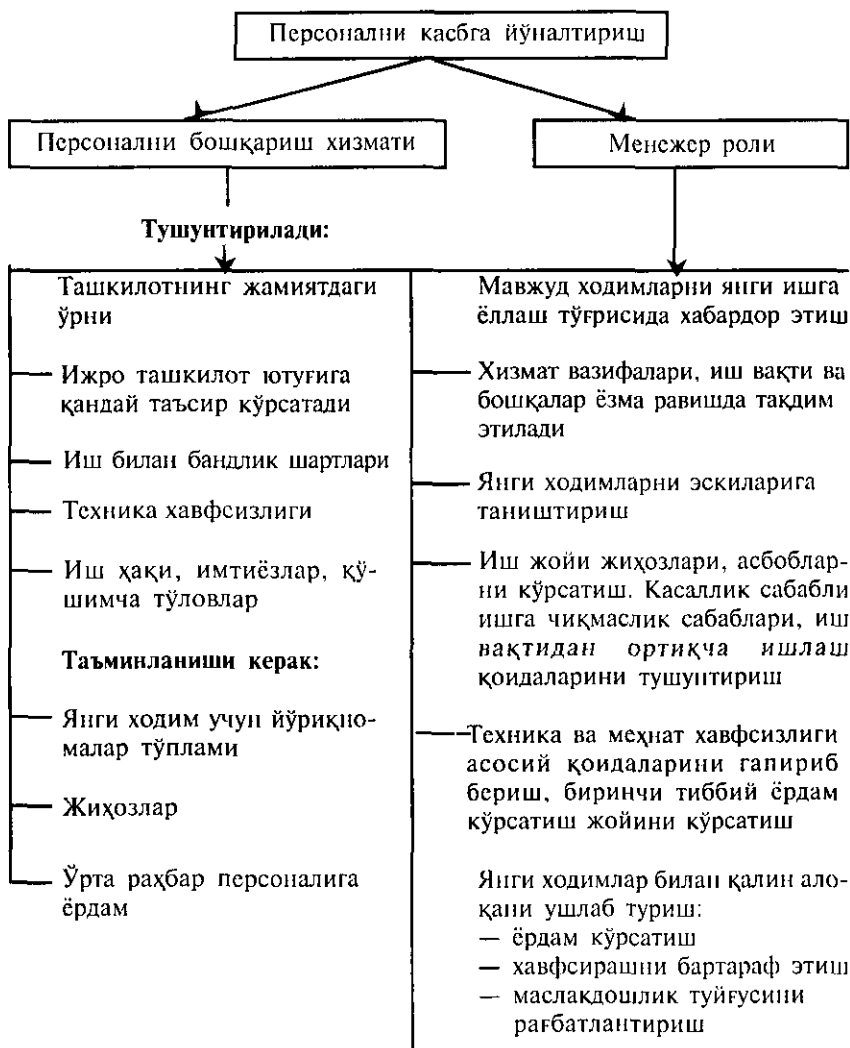 Персонални касбга йўналтириш
Персонални бошқариш хизмати
Менежер роли
Тушунтирилади:
Ташкилотнинг жамиятдаги
ўрни
Ижро ташкилот ютуғига
қандай таъсир кўрсатади
Иш билан бандлик шартлари
Техника хавфсизлиги
Иш ҳақи, имтиёзлар, қў-
шимча тўловлар
Таъминланиши керак:
Янги ходим учун йўриқно-
малар тўплами
Жиҳозлар
Ўрта раҳбар персоналига
ёрдам
Мавжуд ходимларни янги ишга
ёллаш тўғрисида хабардор этиш
Хизмат вазифалари, иш вақти ва
бошқалар ёзма равишда тақдим
этилади
Янги ходимларни эскиларига
таништириш
Иш жойи жиҳозлари, асбоблар-
ни кўрсатиш. Касаллик сабабли
ишга чиқмаслик сабаблари, иш
вақтидан ортиқча ишлаш
қоидаларини тушунтириш
Техника ва меҳнат хавфсизлиги
асосий қоидаларини гапириб
бериш, биринчи тиббий ёрдам
кўрсатиш жойини кўрсатиш
Янги ходимлар билан қалин ало-
қани ушлаб туриш:
— ёрдам кўрсатиш
— хавфсирашни бартараф этиш
— маслакдошлик туйғусини
рағбатлантириш